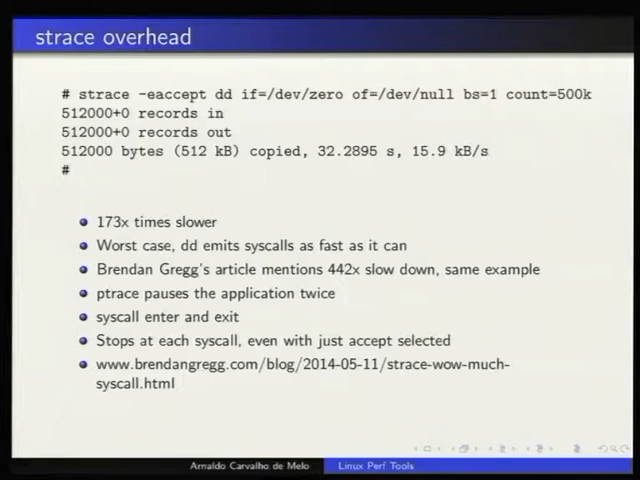 strace overhead
# strace -eaccept dd if=/dev/zero of=/dev/null bs=1 count=500k
512000+0 records in
512000+0 records out
512000 bytes (512 kB) copied, 32.2895 s, 15.9 kB/s
#
173x times slower
Worst case, dd emits syscalls as fast as it can
Brendan Gregg's article mentions 442x slow down, same example
ptrace pauses the application twice
syscall enter and exit
Stops at each syscall, even with just accept selected
www.brendangregg.com/blog/2014-05-11/strace-wow-much-
syscall.html
Arnaldo Carvalho de Melo Linux Perf Tools